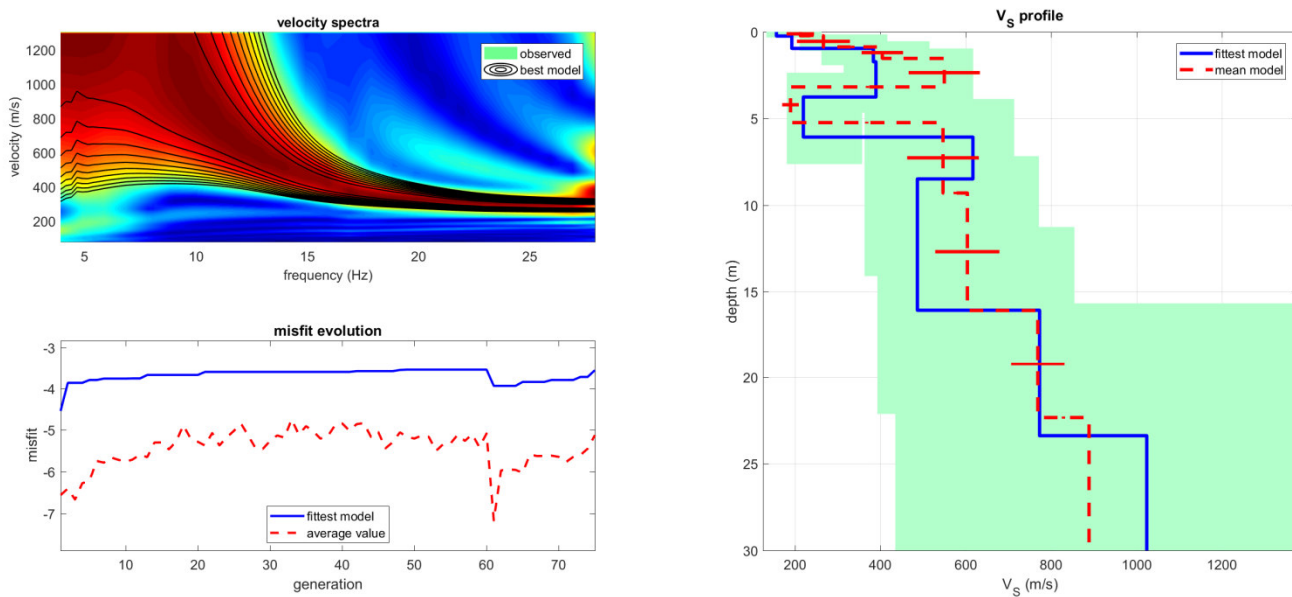 velocity spectra
1300
1200
1000
800
600
400
200
velocity (m/s)
observed
best model
5
10
15
20
25
frequency (Hz)
misfit evolution
-3
-4
-5
-6
-7
misfit
fittest model
average value
10
20
30
40
50
60
70
generation
V_S profile
0
5
10
15
20
25
30
depth (m)
fittest model
mean model
200
400
600
800
1000
1200
V_S (m/s)